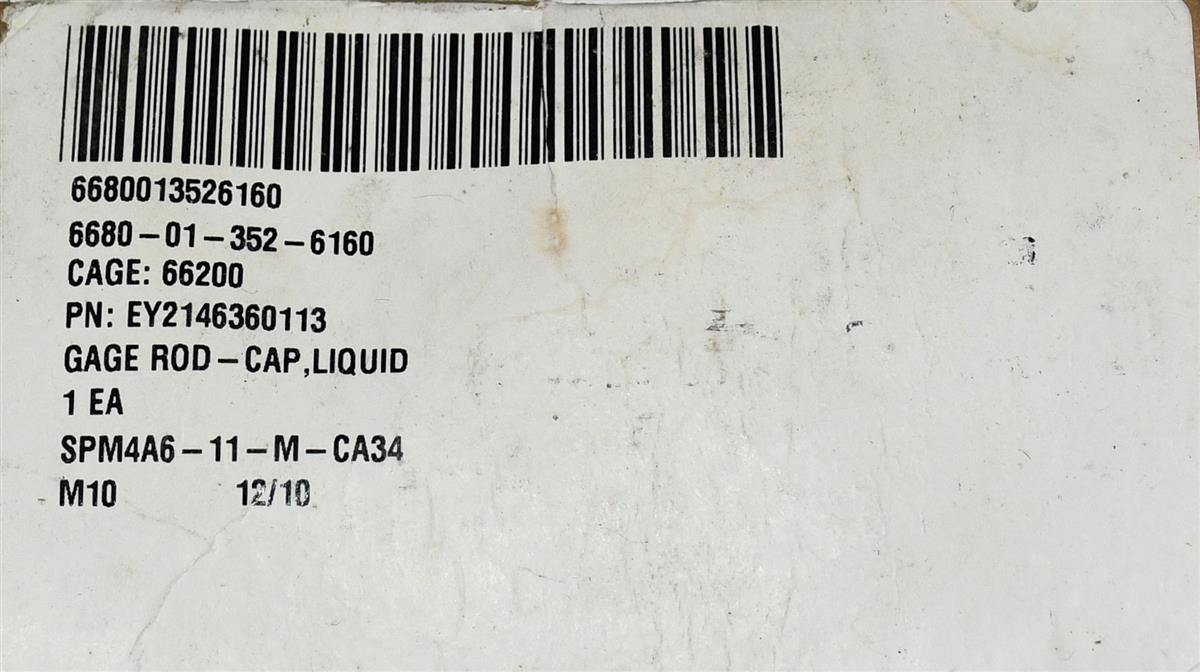 6680013526160
6680-01-352-6160
CAGE: 66200
PN: EY2146360113
GAGE ROD-CAP,LIQUID
1 EA
SPM4A6-11-M-CA34
M10 12/10